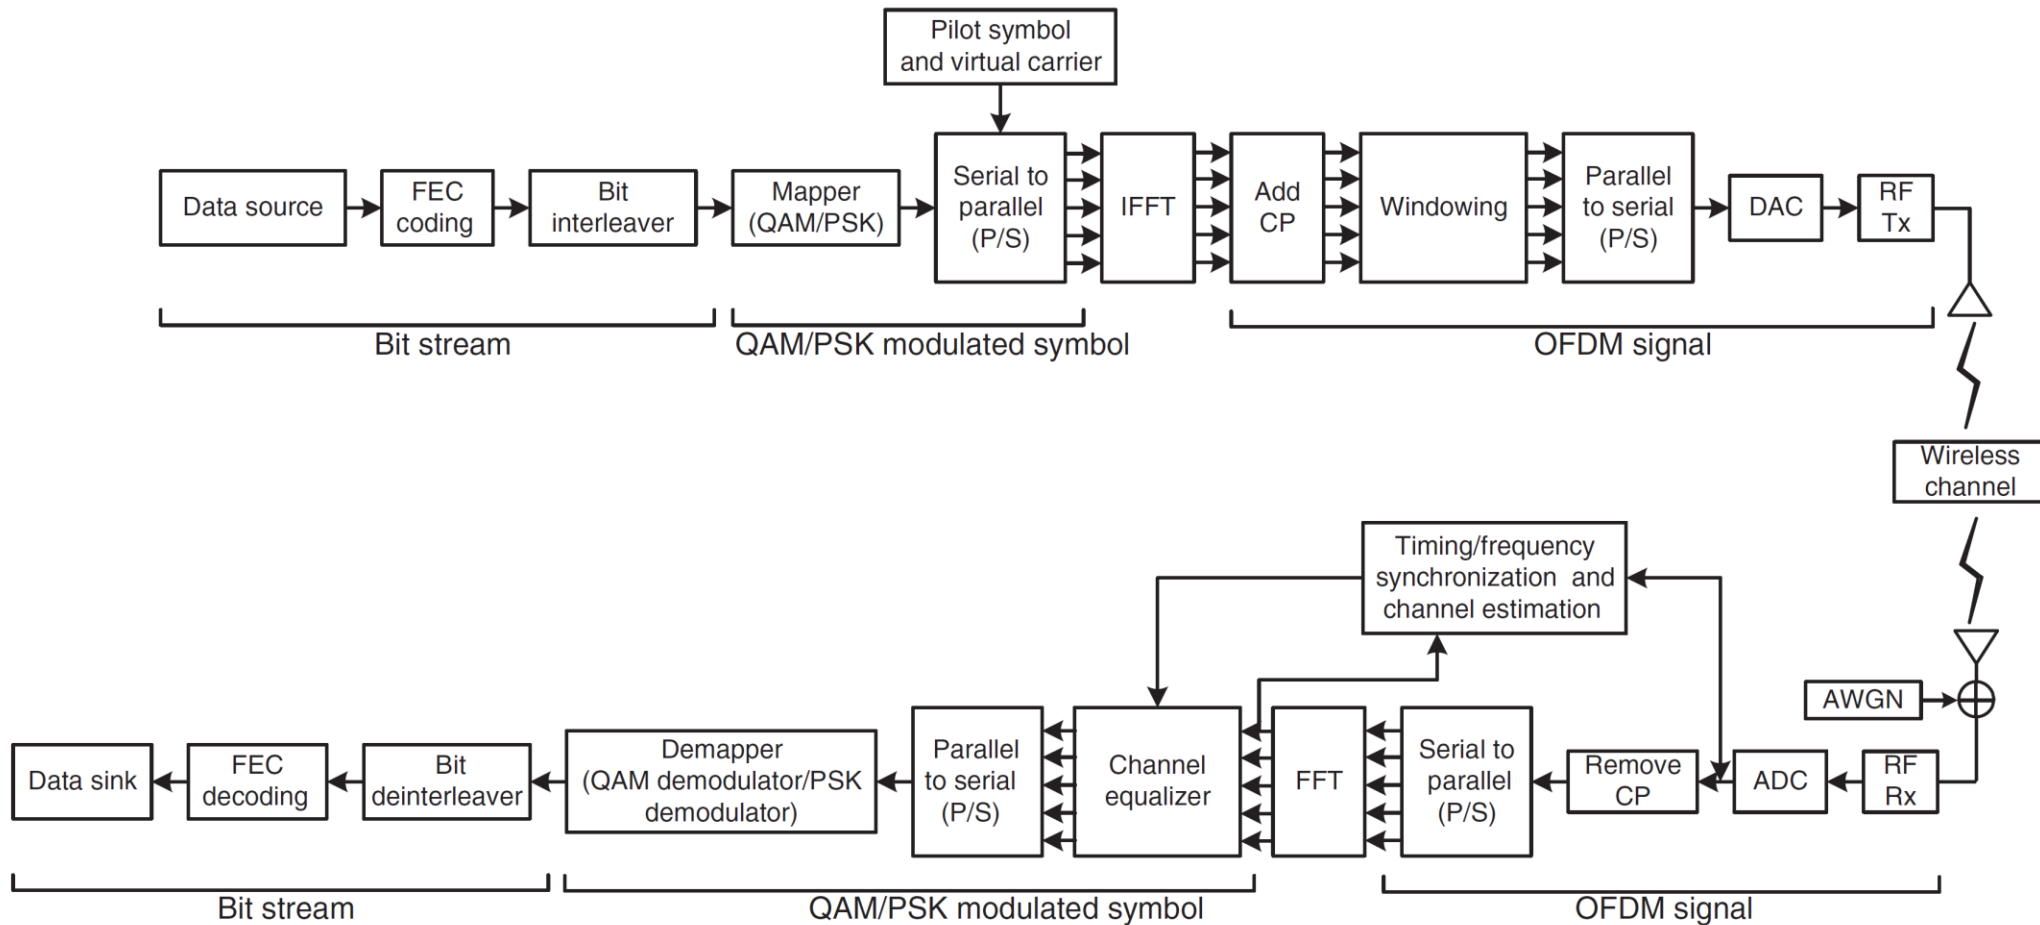 Pilot symbol
and virtual carrier
Data source
FEC
coding
Bit
interleaver
Mapper
(QAM/PSK)
Serial to
parallel
(P/S)
IFFT
Add
CP
Windowing
Parallel
to serial
(P/S)
DAC
RF
Tx
Bit stream
QAM/PSK modulated symbol
OFDM signal
Wireless
channel
Timing/frequency
synchronization and
channel estimation
AWGN
Data sink
FEC
decoding
Bit
deinterleaver
Demapper
(QAM demodulator/PSK
demodulator)
Parallel
to serial
(P/S)
Channel
equalizer
FFT
Serial to
parallel
(P/S)
Remove
CP
ADC
RF
Rx
Bit stream
QAM/PSK modulated symbol
OFDM signal